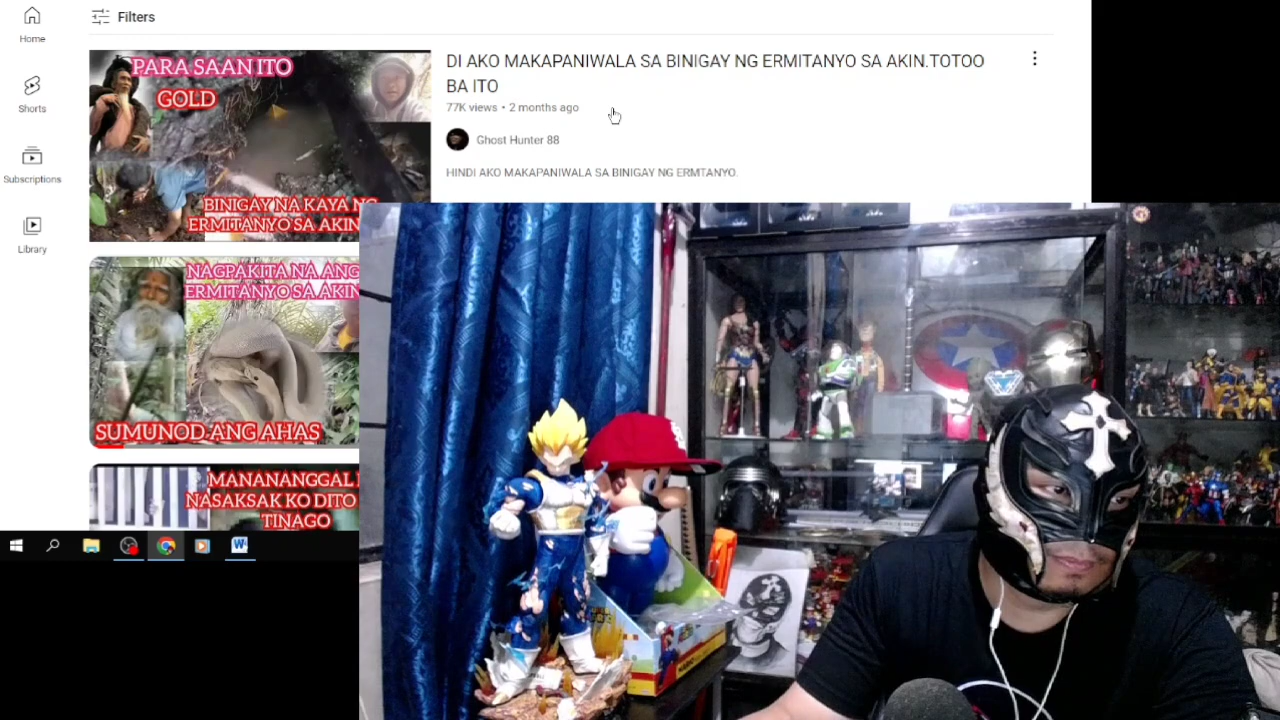 Filters
Home
Shorts
Subscriptions
Library
PARA SAAN ITO
GOLD
BINIGAY NA KAYA NG
ERMITANYO SA AKIN
DI AKO MAKAPANIWALA SA BINIGAY NG ERMITANYO SA AKIN.TOTOO
BA ITO
77K views • 2 months ago
Ghost Hunter 88
HINDI AKO MAKAPANIWALA SA BINIGAY NG ERMTANYO.
NAGPAKITA NA ANG
ERMITANYO SA AKIN
SUMUNOD ANG AHAS
MANANANGGAL
NASAKSAK KO DITO
TINAGO